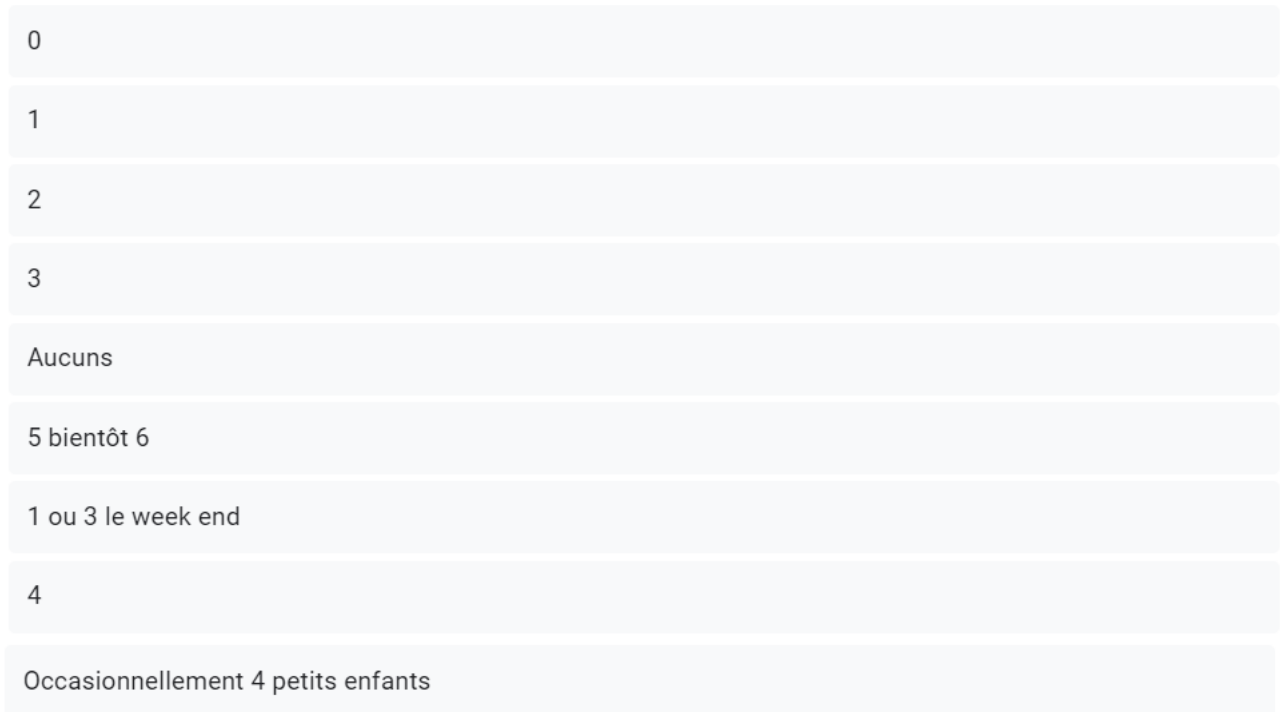 0
1
2
3
Aucuns
5 bientôt 6
1 ou 3 le week end
4
Occasionnellement 4 petits enfants